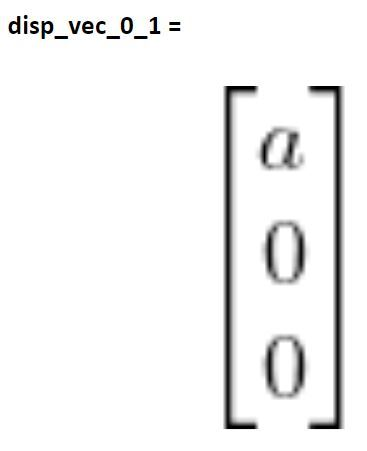 disp_vec_0_1 =
a
0
0